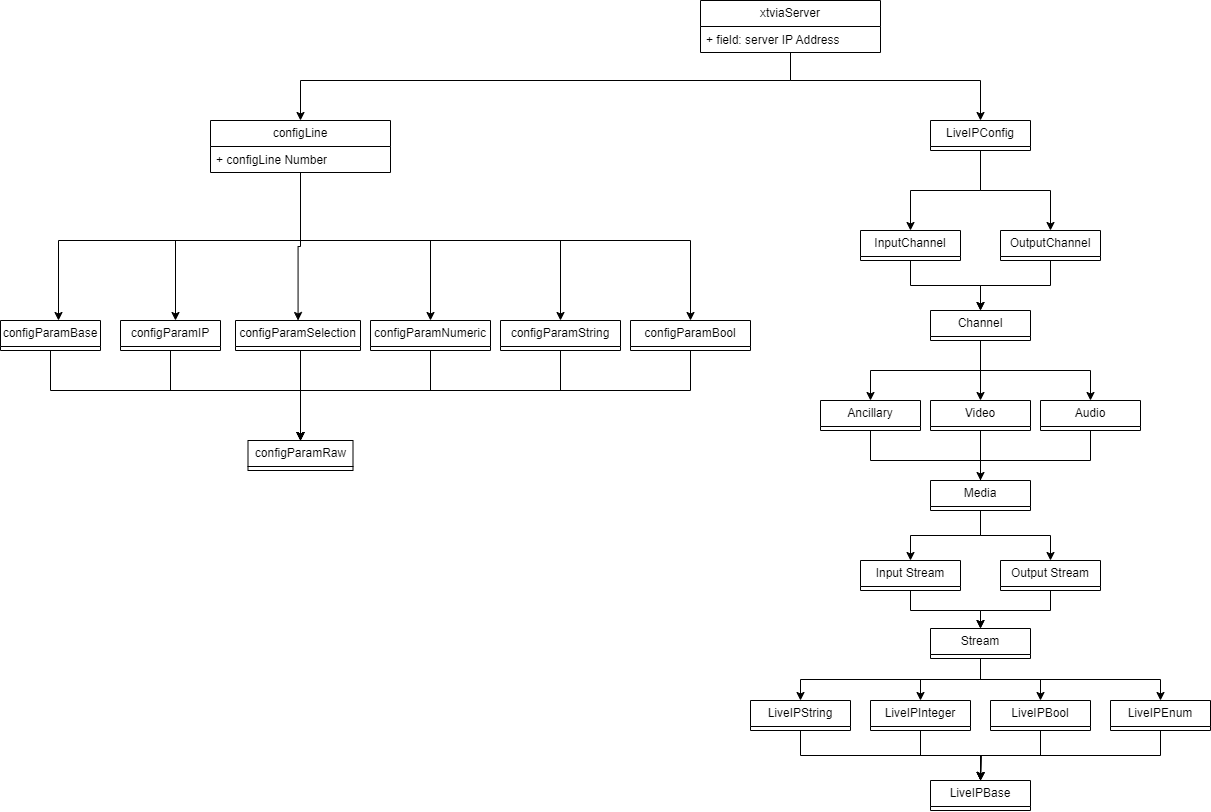 xtviaServer
+ field: server IP Address
configLine
+ configLine Number
LiveIPConfig
InputChannel
OutputChannel
Channel
configParamBase
configParamIP
configParamSelection
configParamNumeric
configParamString
configParamBool
Ancillary
Video
Audio
configParamRaw
Media
Input Stream
Output Stream
Stream
LiveIPString
LiveIPInteger
LiveIPBool
LiveIPEnum
LiveIPBase